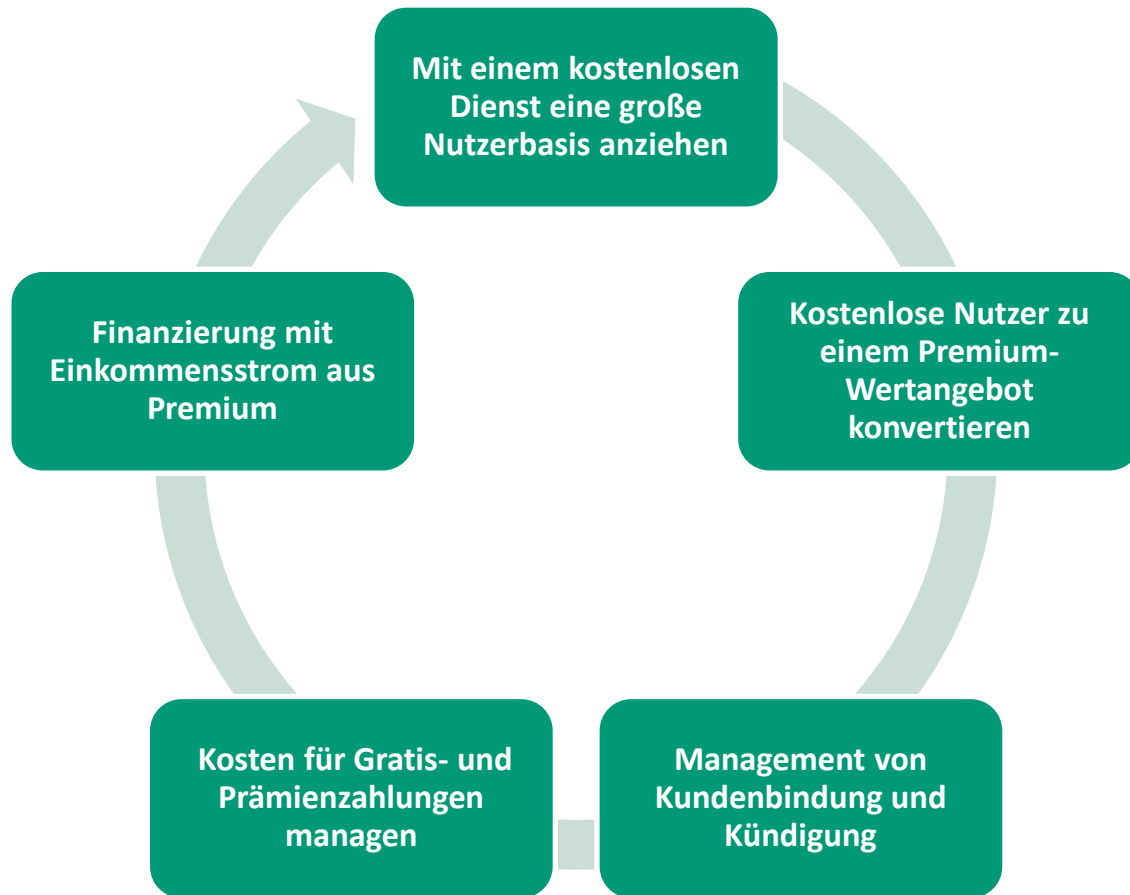 Mit einem kostenlosen
Dienst eine große
Nutzerbasis anziehen
Kostenlose Nutzer zu
einem Premium-
Wertangebot
konvertieren
Management von
Kundenbindung und
Kündigung
Kosten für Gratis- und
Prämienzahlungen
managen
Finanzierung mit
Einkommensstrom aus
Premium